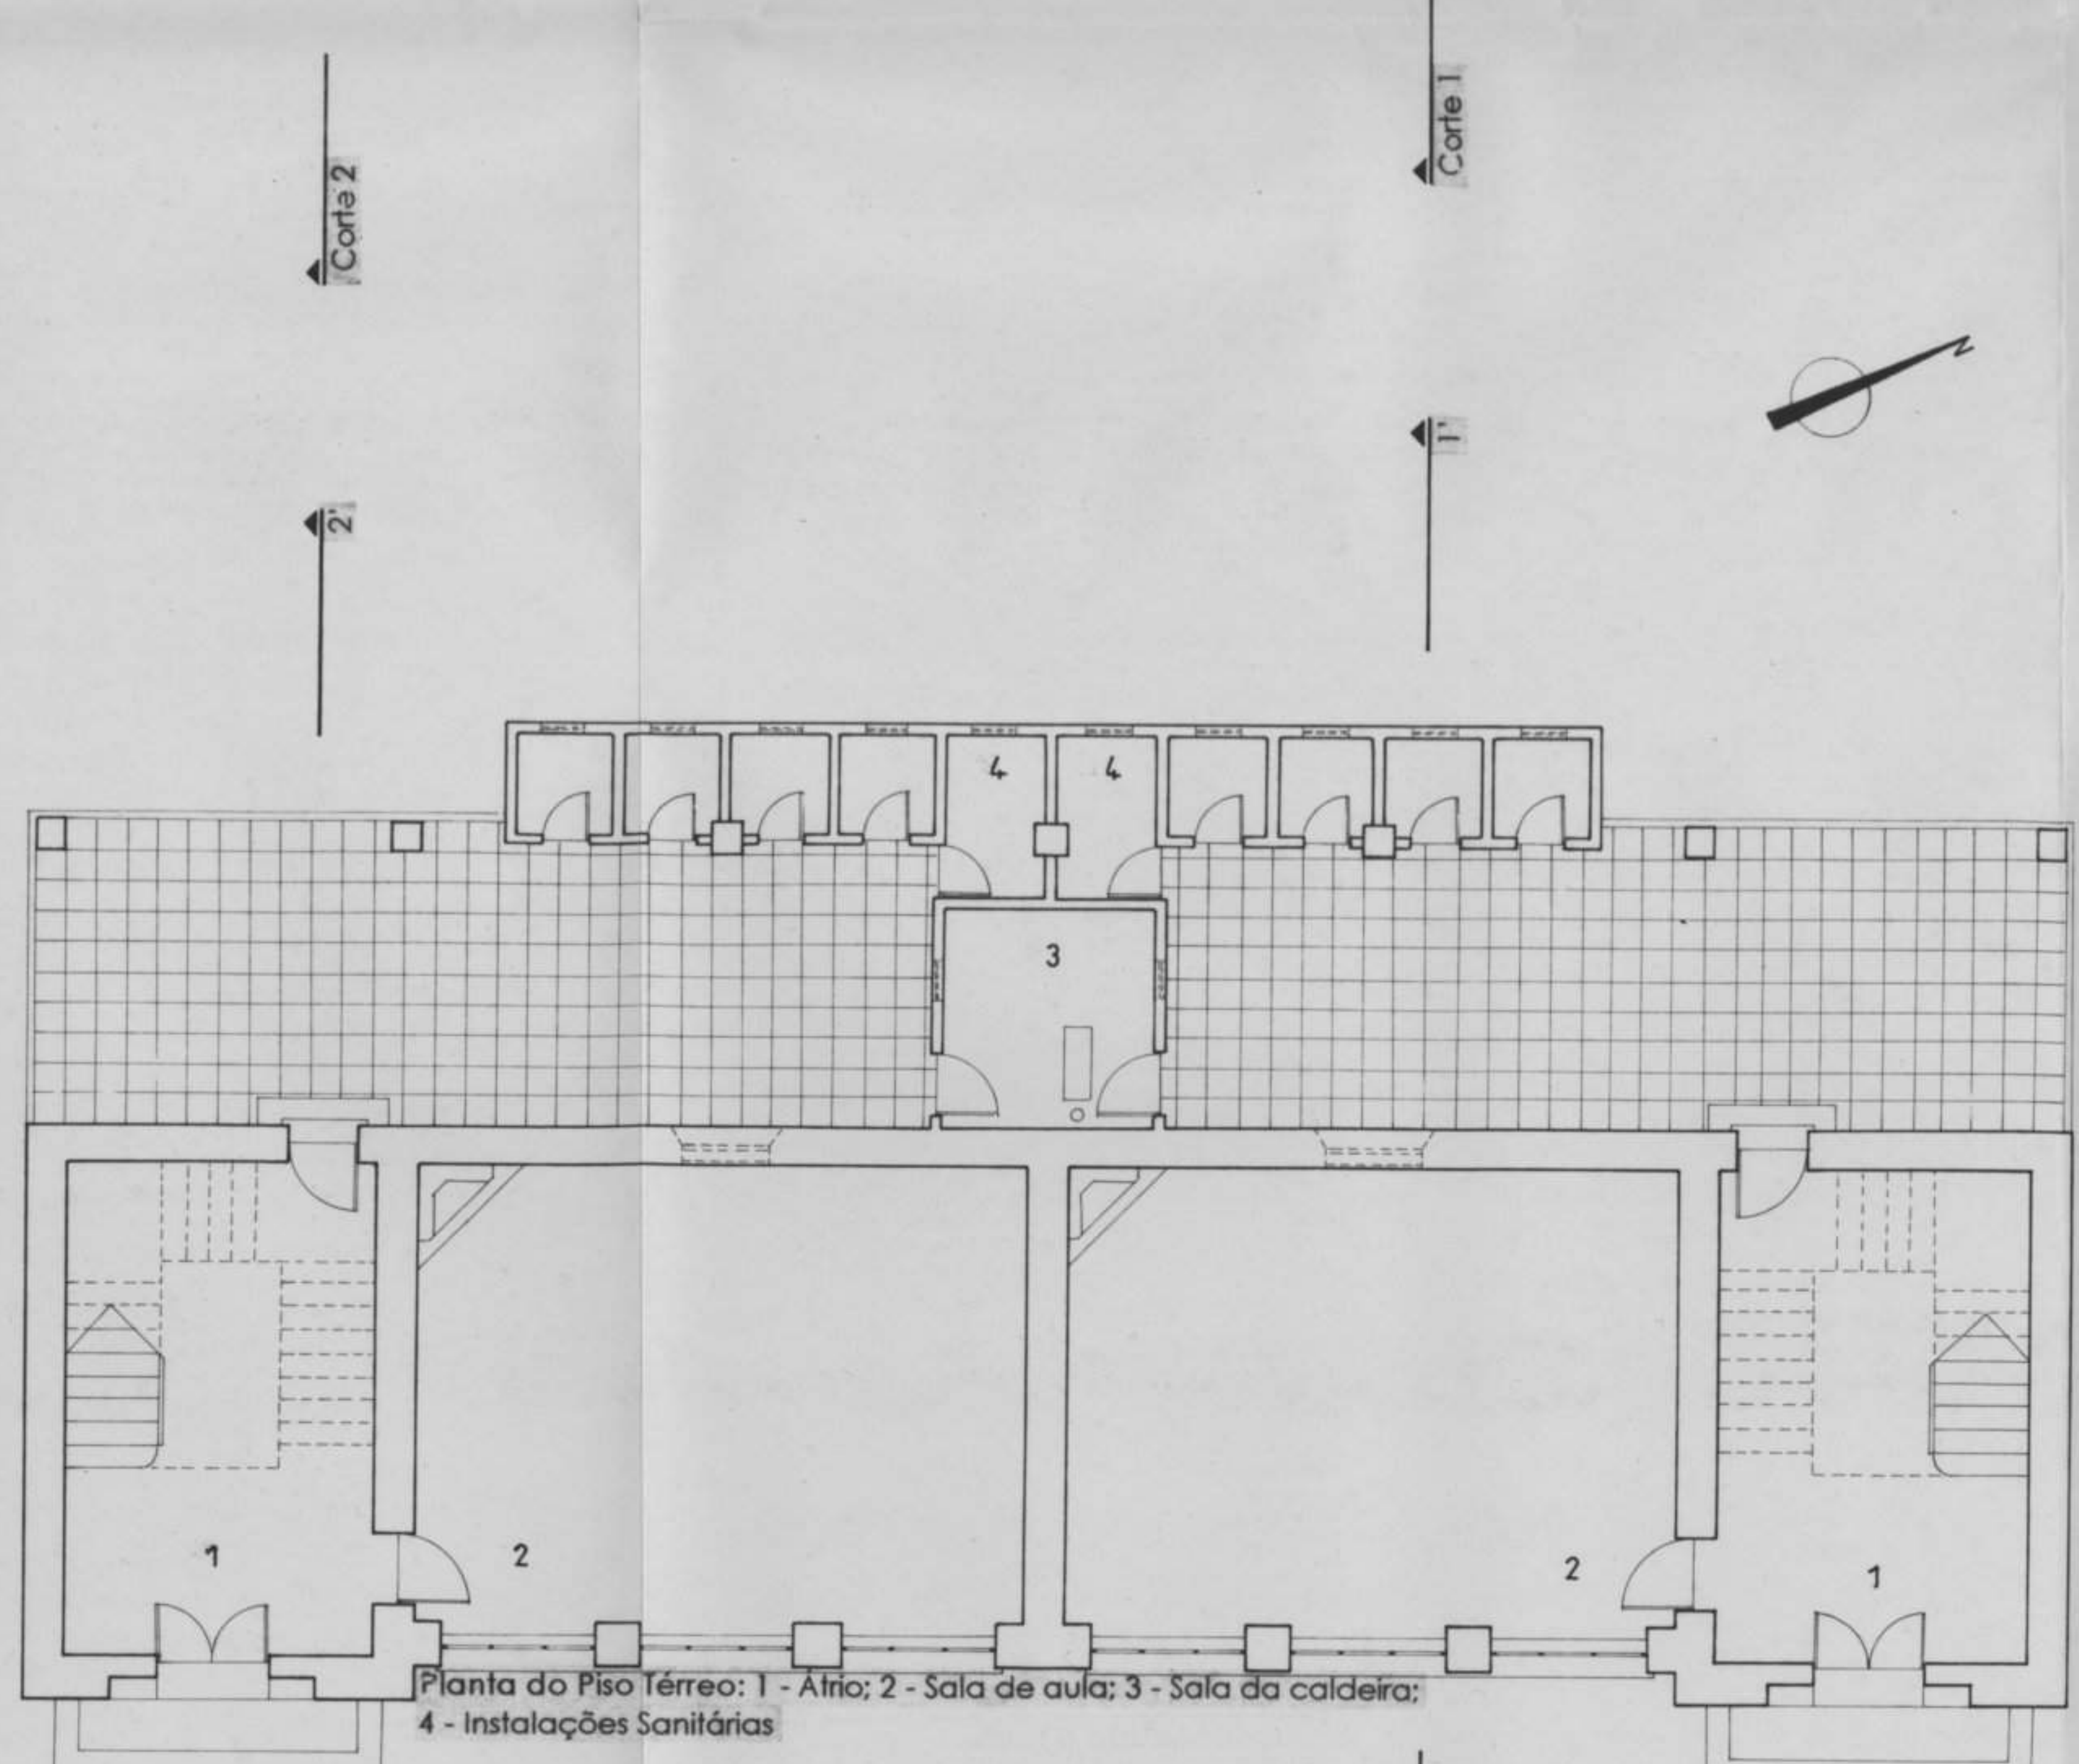 Corte 2
Corte 1
N
1'
2'
4 4
3
1 2 2 1
Planta do Piso Térreo: 1 - Átrio; 2 - Sala de aula; 3 - Sala da caldeira;
4 - Instalações Sanitárias